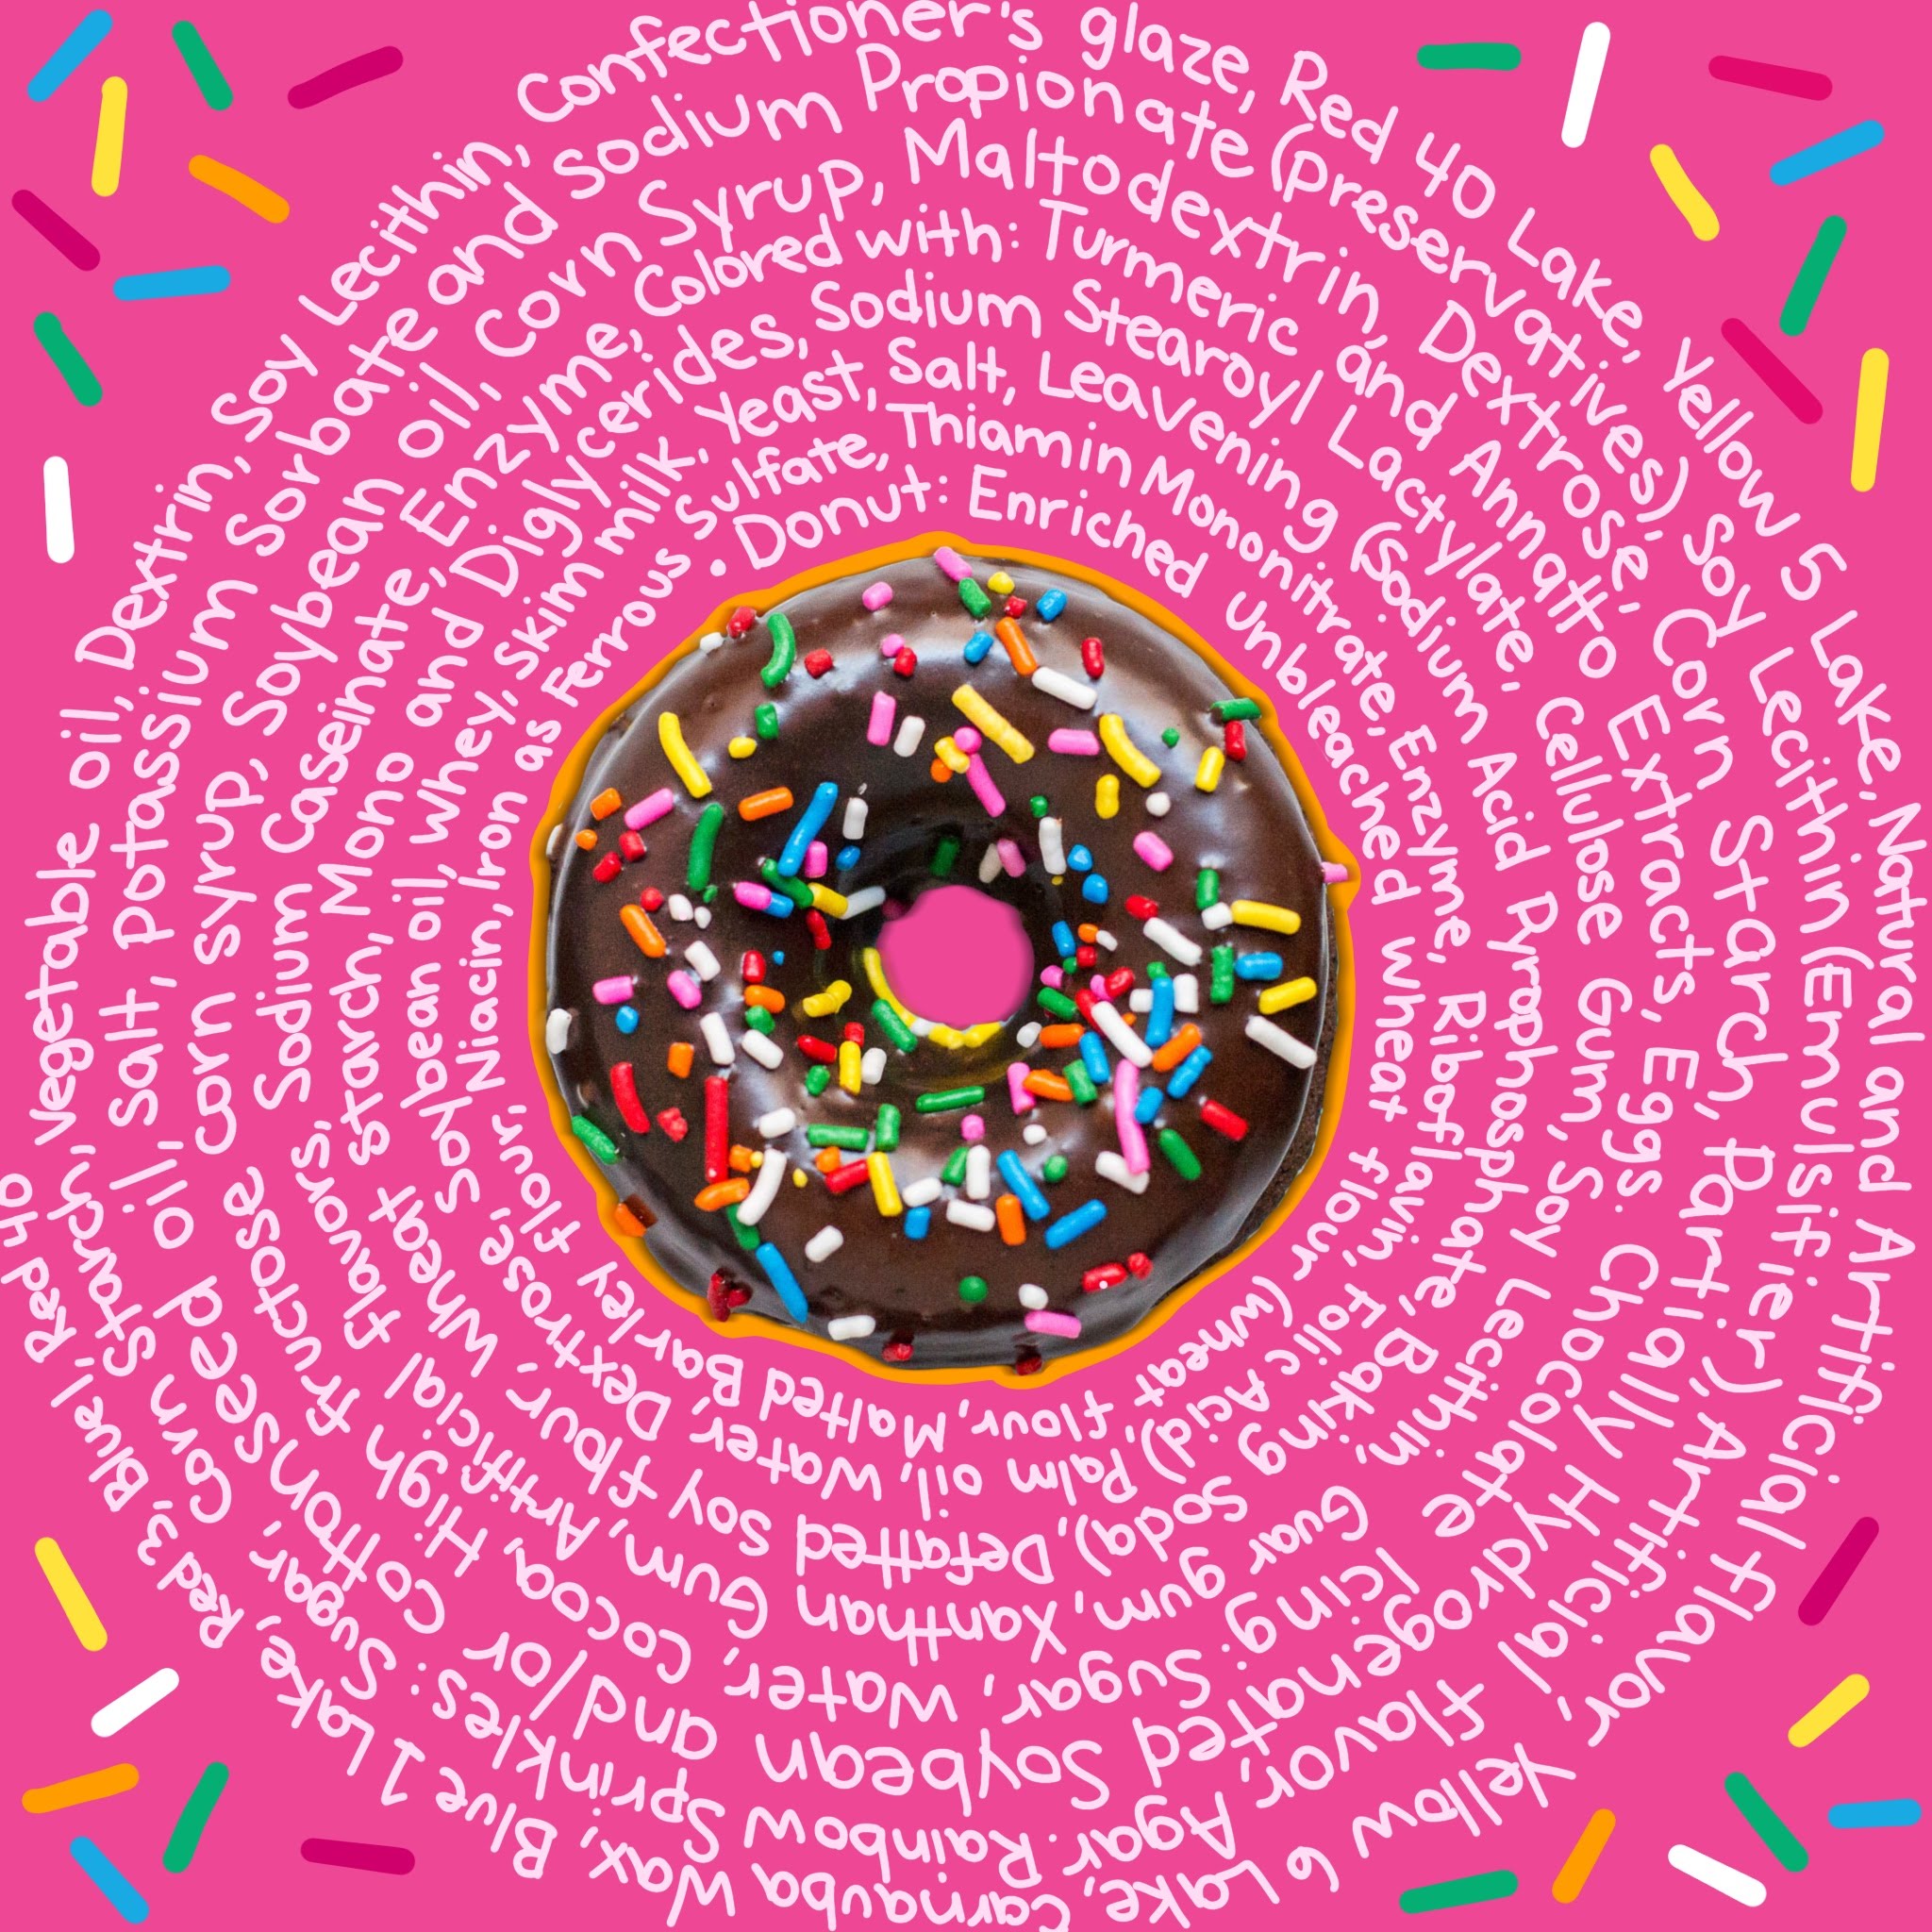 . Donut: Enriched Unbleached wheat flour (wheat flour, Malted Barley flour, Niacin, Iron as Ferrous Sulfate, Thiamin Mononitrate, Enzyme, Riboflavin, Folic Acid), Palm oil, Water, Dextrose, Soybean oil, Whey, Skim milk, Yeast, Salt, Leavening (Sodium Acid Pyrophosphate, Baking Soda), Defatted Soy flour, Wheat starch, Mono and Diglycerides, Sodium Stearoyl Lactylate, Cellulose Gum, Soy Lecithin, Guar gum, Xanthan Gum, Artificial flavors, Sodium Caseinate, Enzyme, Colored with: Turmeric and Annatto Extracts, Eggs. Chocolate Icing: Sugar, Water, Cocoa, High fructose corn syrup, Soybean oil, Corn Syrup, Maltodextrin, Dextrose, Corn Starch, Partially Hydrogenated Soybean and/or Cottonseed oil, Salt, Potassium Sorbate and Sodium Propionate (Preservatives) Soy Lecithin (Emulsifier), Artificial flavor, Agar. Rainbow Sprinkles: Sugar, Corn Starch, Vegetable oil, Dextrin, Soy Lecithin, Confectioner's glaze, Red 40 Lake, Yellow 5 Lake, Natural and Artificial flavor, Yellow 6 Lake, Carnauba Wax, Blue 1 Lake, Red 3, Blue 1 Red 40